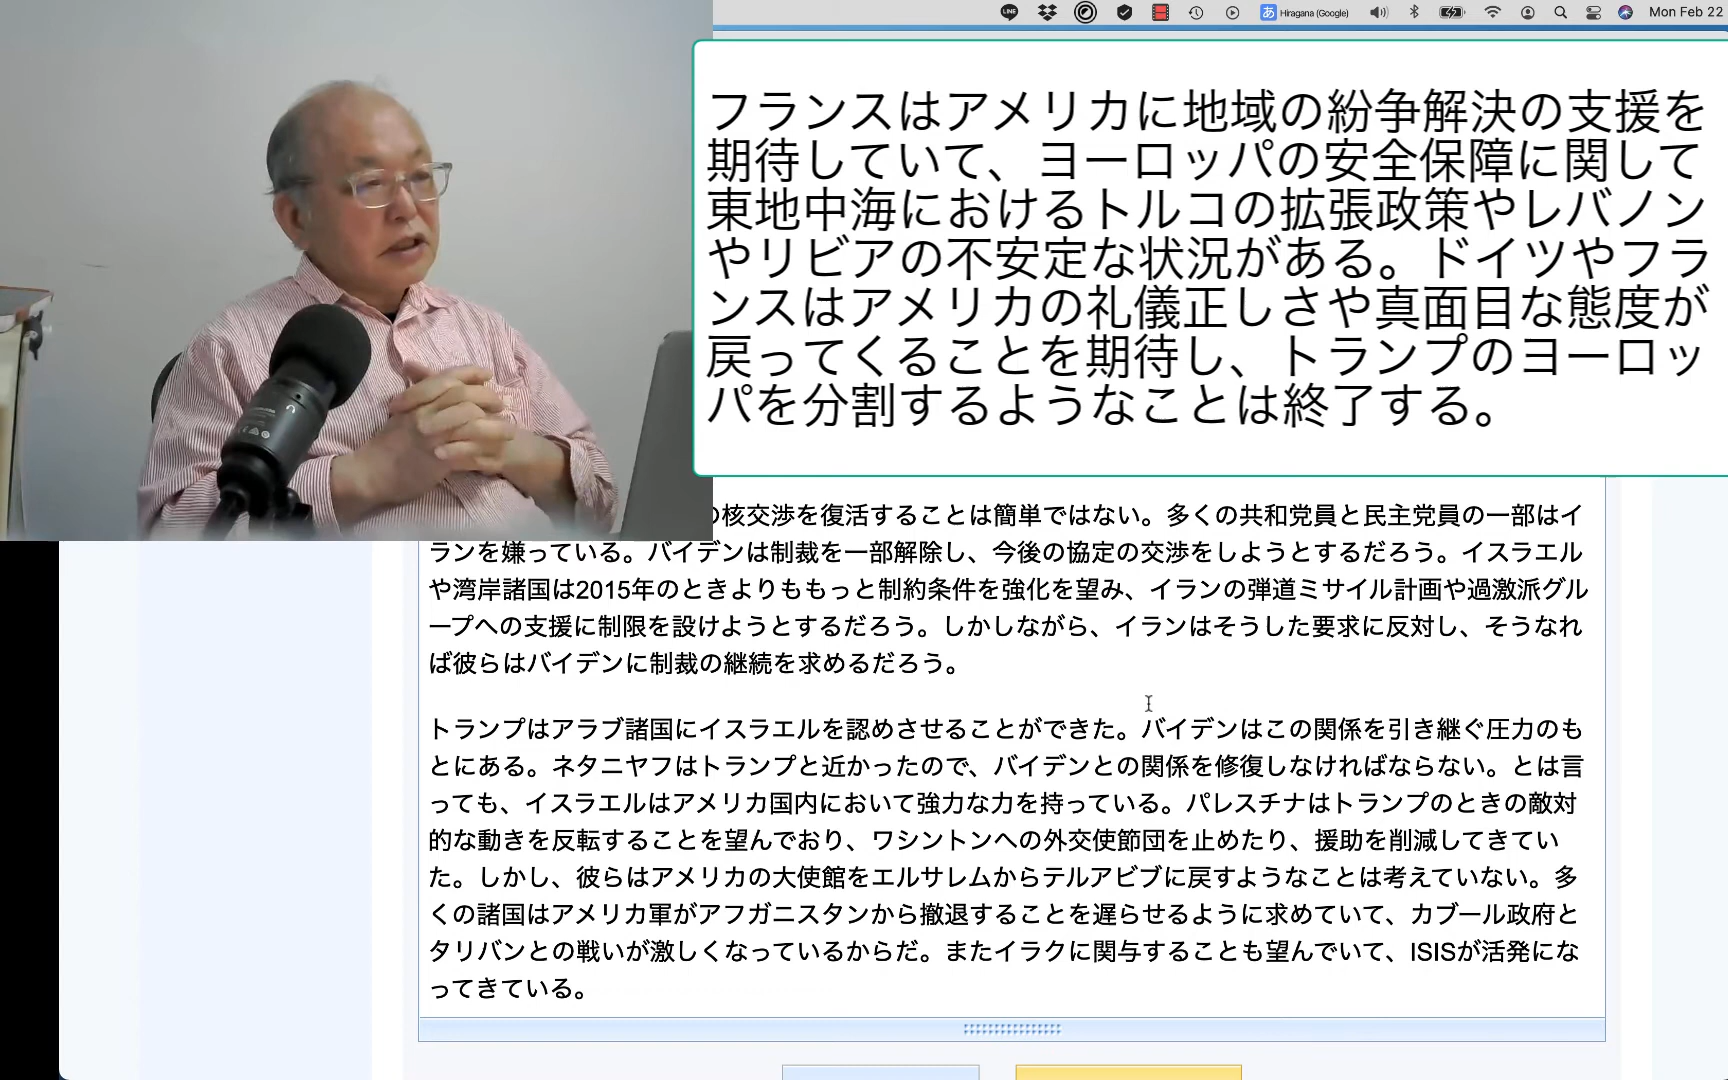 LINE
あ Hiragana (Google)
Mon Feb 22
フランスはアメリカに地域の紛争解決の支援を
期待していて、ヨーロッパの安全保障に関して
東地中海におけるトルコの拡張政策やレバノン
やリビアの不安定な状況がある。ドイツやフラ
ンスはアメリカの礼儀正しさや真面目な態度が
戻ってくることを期待し、トランプのヨーロッ
パを分割するようなことは終了する。
の核交渉を復活することは簡単ではない。多くの共和党員と民主党員の一部はイ
ランを嫌っている。バイデンは制裁を一部解除し、今後の協定の交渉をしようとするだろう。イスラエル
や湾岸諸国は2015年のときよりももっと制約条件を強化を望み、イランの弾道ミサイル計画や過激派グル
ープへの支援に制限を設けようとするだろう。しかしながら、イランはそうした要求に反対し、そうなれ
ば彼らはバイデンに制裁の継続を求めるだろう。
トランプはアラブ諸国にイスラエルを認めさせることができた。バイデンはこの関係を引き継ぐ圧力のも
とにある。ネタニヤフはトランプと近かったので、バイデンとの関係を修復しなければならない。とは言
っても、イスラエルはアメリカ国内において強力な力を持っている。パレスチナはトランプのときの敵対
的な動きを反転することを望んでおり、ワシントンへの外交使節団を止めたり、援助を削減してきてい
た。しかし、彼らはアメリカの大使館をエルサレムからテルアビブに戻すようなことは考えていない。多
くの諸国はアメリカ軍がアフガニスタンから撤退することを遅らせるように求めていて、カブール政府と
タリバンとの戦いが激しくなっているからだ。またイラクに関与することも望んでいて、ISISが活発にな
ってきている。